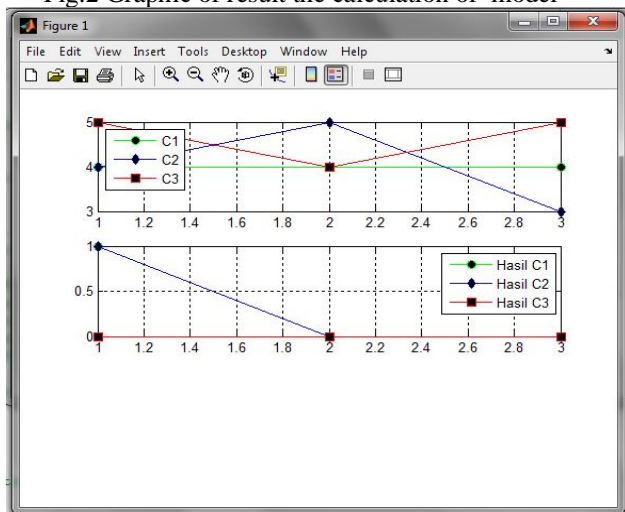 Fig.2 Graphic of result the calculation of model
Figure 1
File Edit View Insert Tools Desktop Window Help
5
4
3
C1
C2
C3
1 1.2 1.4 1.6 1.8 2 2.2 2.4 2.6 2.8 3
1
0.5
0
Hasil C1
Hasil C2
Hasil C3
1 1.2 1.4 1.6 1.8 2 2.2 2.4 2.6 2.8 3